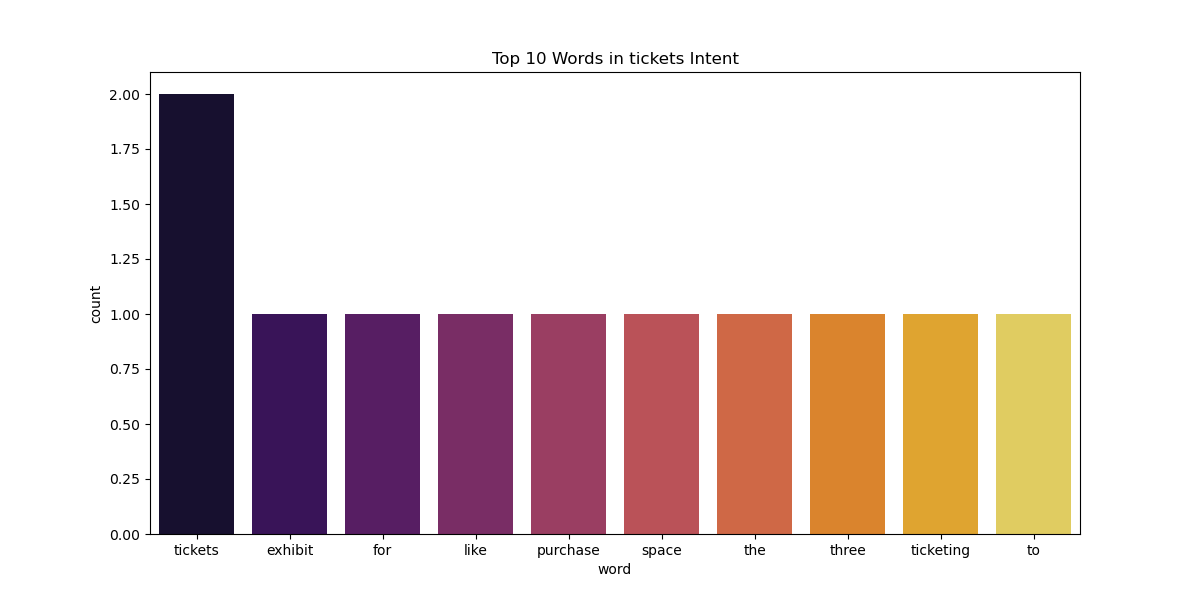 Top 10 Words in tickets Intent
2.00
1.75
1.50
1.25
1.00
0.75
0.50
0.25
0.00
count
tickets exhibit for like purchase space the three ticketing to
word